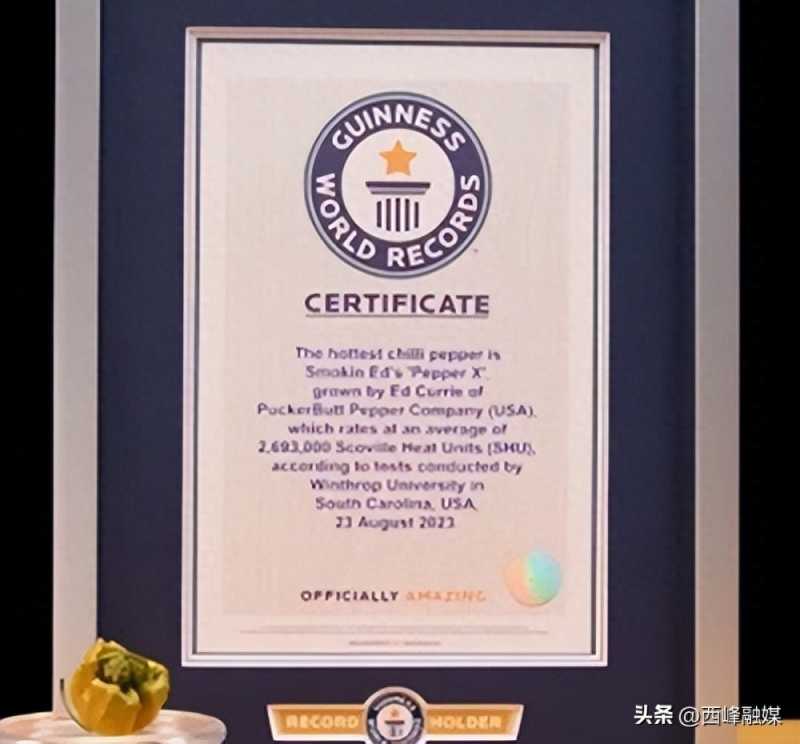 GUINNESS
WORLD RECORDS
CERTIFICATE
The hottest chilli pepper is
Smokin Ed's "Pepper X",
grown by Ed Currie of
PuckerButt Pepper Company (USA),
which rates at an average of
2,693,000 Scoville Heat Units (SHU),
according to tests conducted by
Winthrop University in
South Carolina, USA,
23 August 2023
OFFICIALLY AMAZING
RECORD HOLDER
头条 @西峰融媒